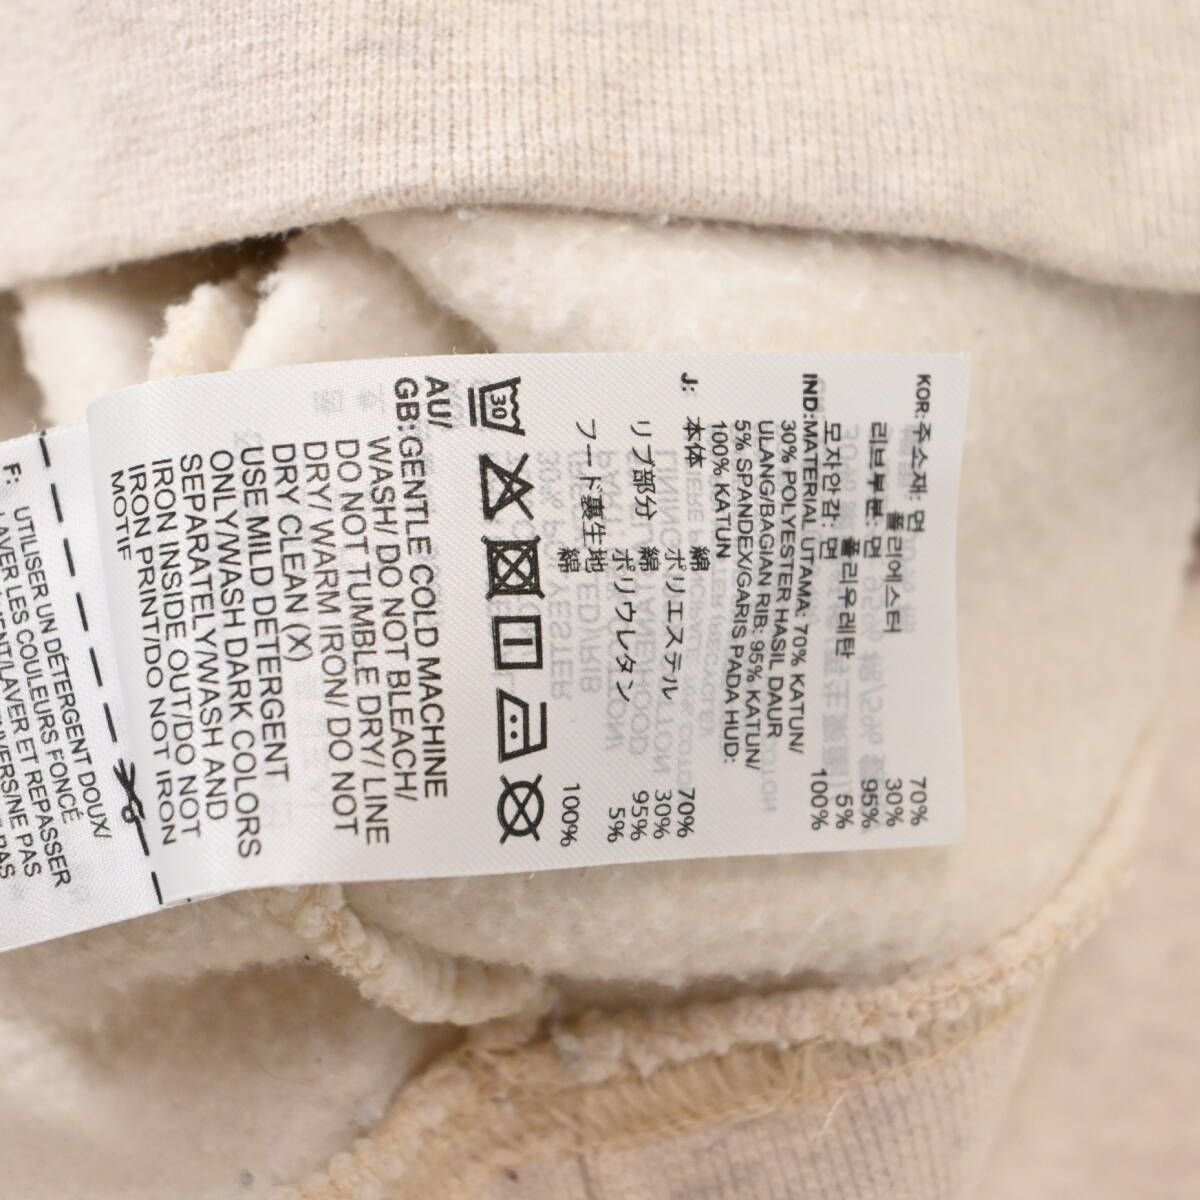 KOR:주소재: 면 70%
폴리에스터 30%
리브부분: 면 95%
폴리우레탄 5%
모자안감: 면 100%
IND:MATERIAL UTAMA: 70% KATUN/
30% POLYESTER HASIL DAUR
ULANG/BAGIAN RIB: 95% KATUN/
5% SPANDEX/GARIS PADA HUD:
100% KATUN
J: 本体 綿 70%
ポリエステル 30%
リブ部分 綿 95%
ポリウレタン 5%
フード裏生地 綿 100%
30
AU/
GB:GENTLE COLD MACHINE
WASH/ DO NOT BLEACH/
DO NOT TUMBLE DRY/ LINE
DRY/ WARM IRON/ DO NOT
DRY CLEAN (X)
USE MILD DETERGENT
ONLY/WASH DARK COLORS
SEPARATELY/WASH AND
IRON INSIDE OUT/DO NOT
IRON PRINT/DO NOT IRON
MOTIF
F: UTILISER UN DÉTERGENT DOUX/
LAVER LES COULEURS FONCÉ
LAVER ET REPASSER
NE PAS
PAS